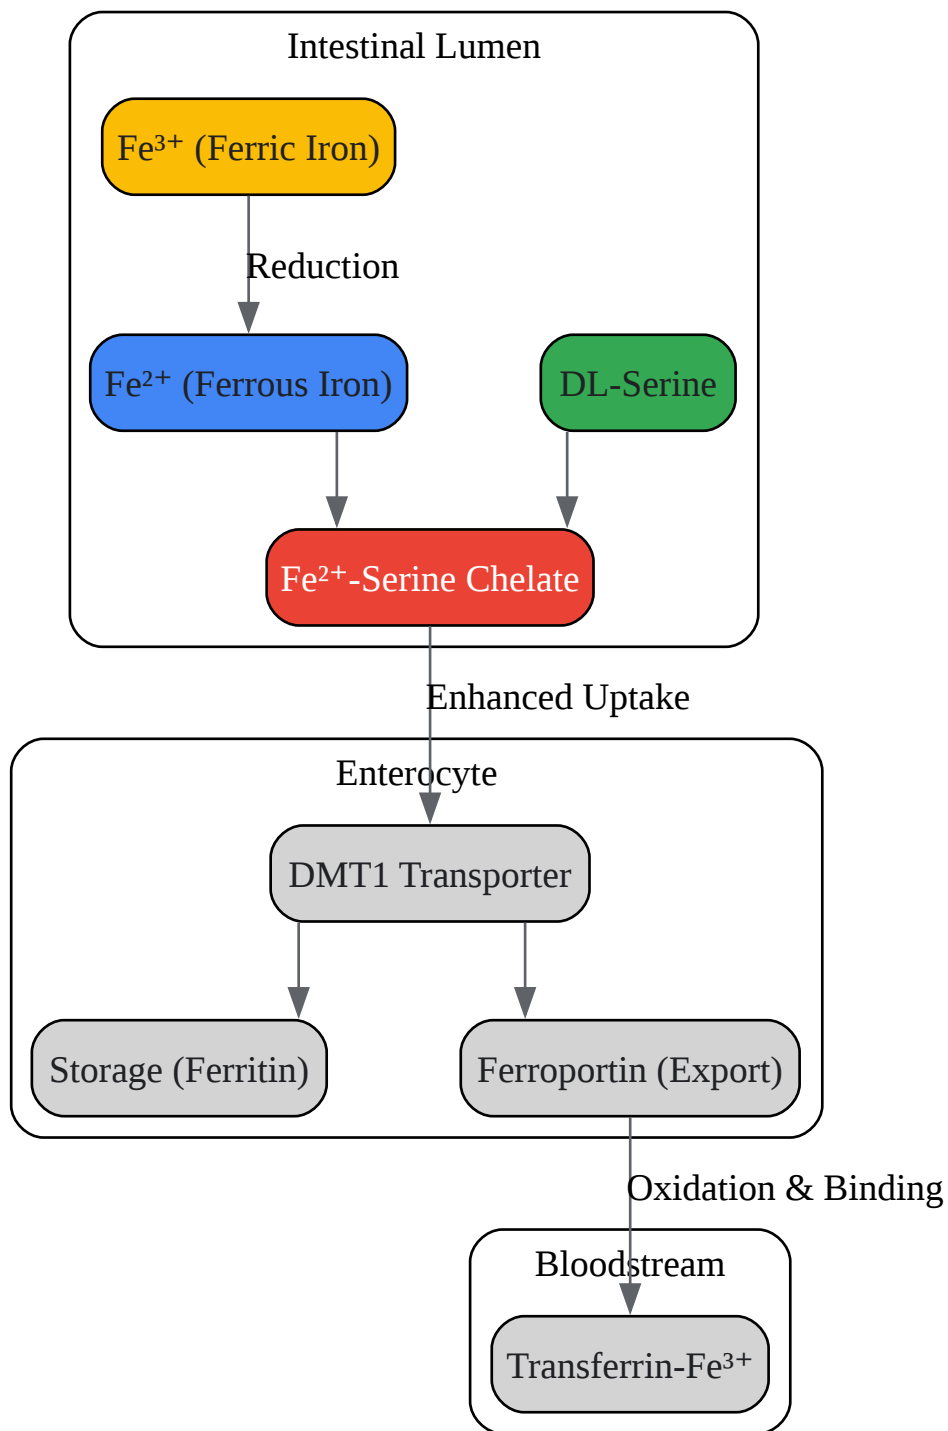 Intestinal Lumen
Fe³⁺ (Ferric Iron)
Reduction
Fe²⁺ (Ferrous Iron)
DL-Serine
Fe²⁺-Serine Chelate
Enhanced Uptake
Enterocyte
DMT1 Transporter
Storage (Ferritin)
Ferroportin (Export)
Oxidation & Binding
Bloodstream
Transferrin-Fe³⁺